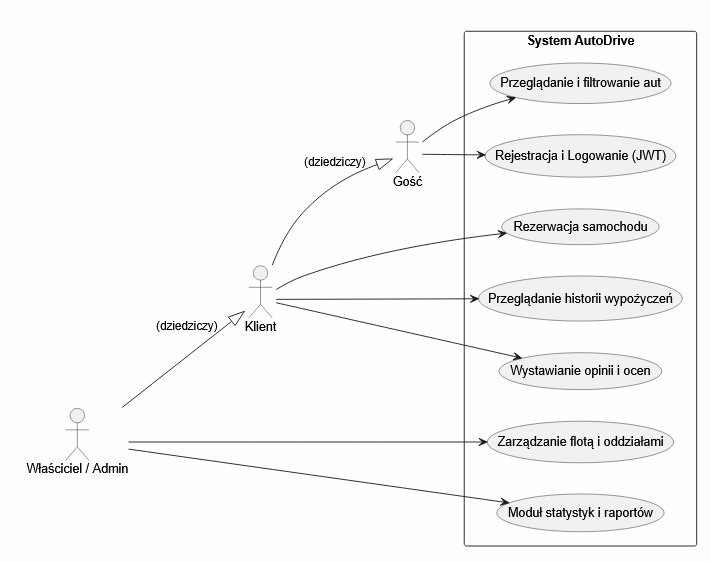 System AutoDrive
Przeglądanie i filtrowanie aut
Rejestracja i Logowanie (JWT)
(dziedziczy)
Gość
Rezerwacja samochodu
Przeglądanie historii wypożyczeń
(dziedziczy)
Klient
Wystawianie opinii i ocen
Zarządzanie flotą i oddziałami
Właściciel / Admin
Moduł statystyk i raportów